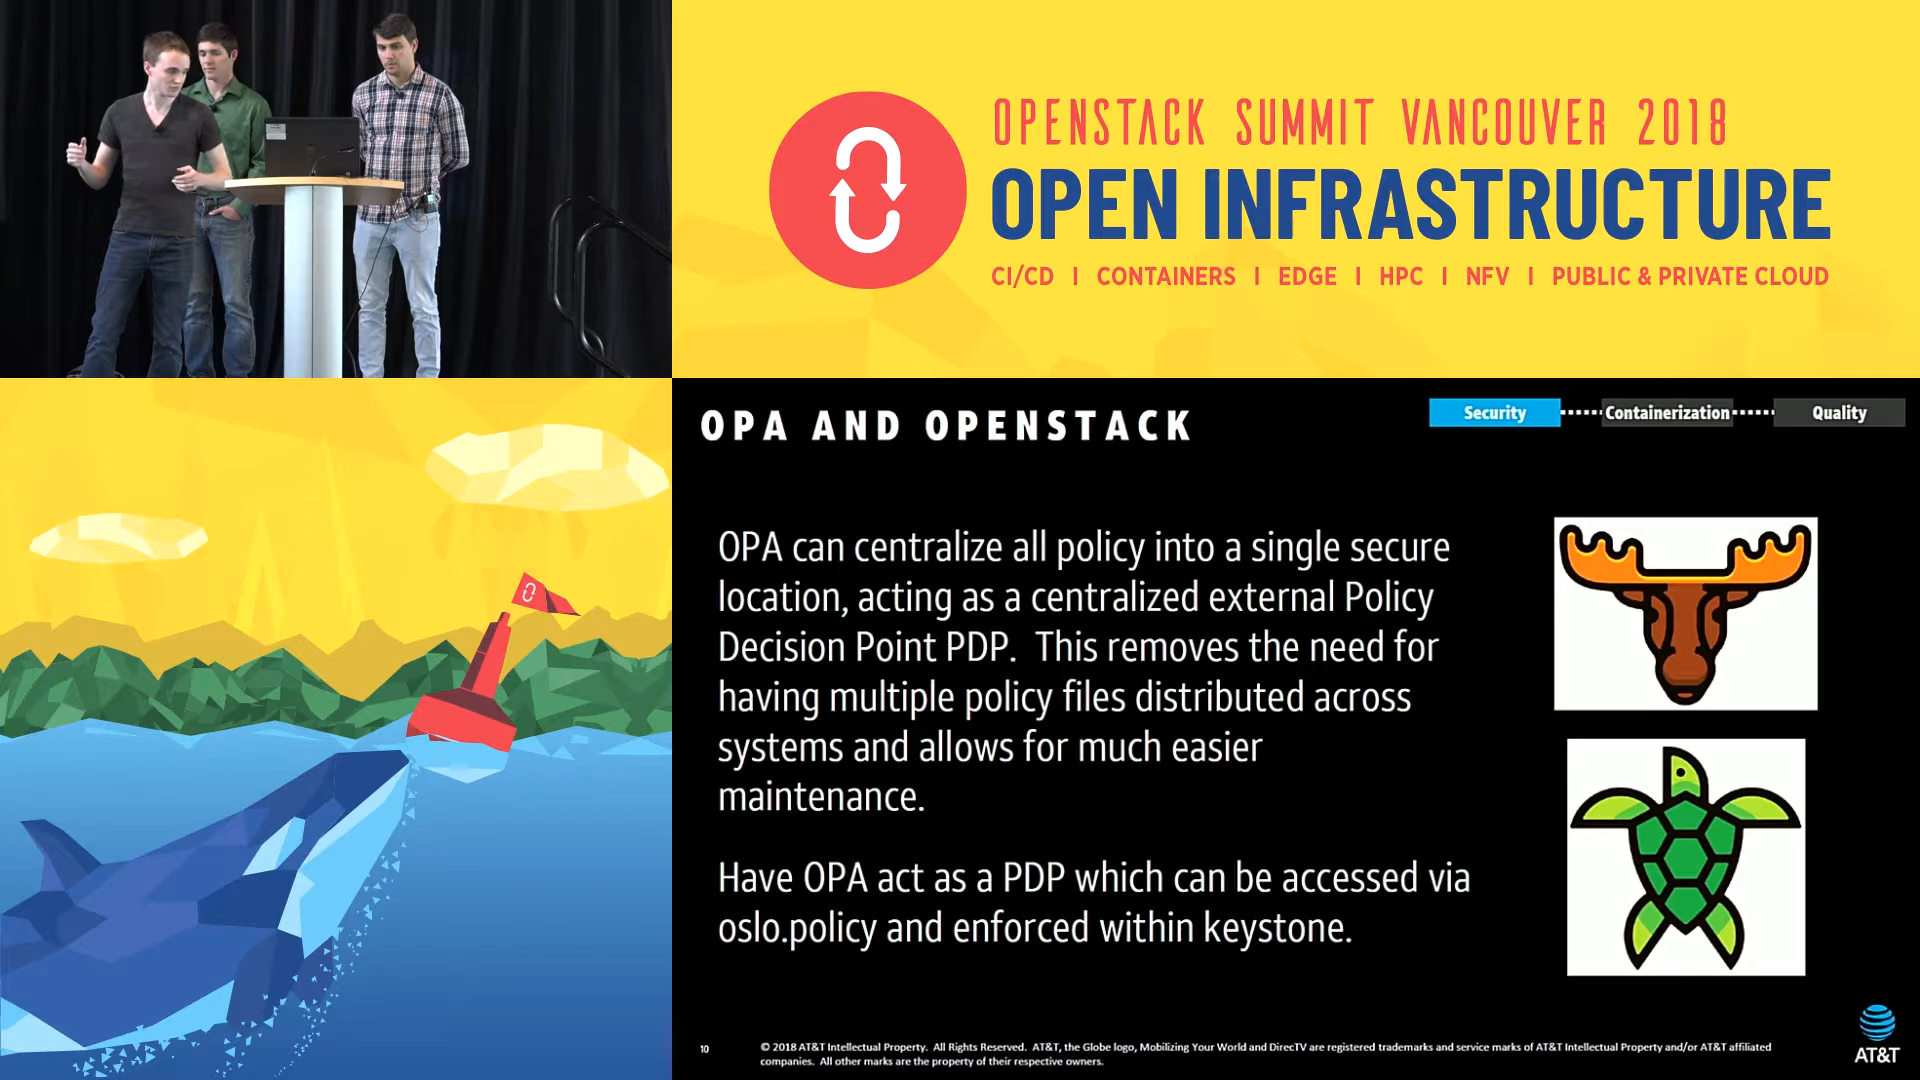 OPENSTACK SUMMIT VANCOUVER 2018
OPEN INFRASTRUCTURE
CI/CD | CONTAINERS | EDGE | HPC | NFV | PUBLIC & PRIVATE CLOUD
OPA AND OPENSTACK
Security Containerization Quality
OPA can centralize all policy into a single secure
location, acting as a centralized external Policy
Decision Point PDP. This removes the need for
having multiple policy files distributed across
systems and allows for much easier
maintenance.
Have OPA act as a PDP which can be accessed via
oslo.policy and enforced within keystone.
10
© 2018 AT&T Intellectual Property. All Rights Reserved. AT&T, the Globe logo, Mobilizing Your World and DirecTV are registered trademarks and service marks of AT&T Intellectual Property and/or AT&T affiliated
companies. All other marks are the property of their respective owners.
AT&T